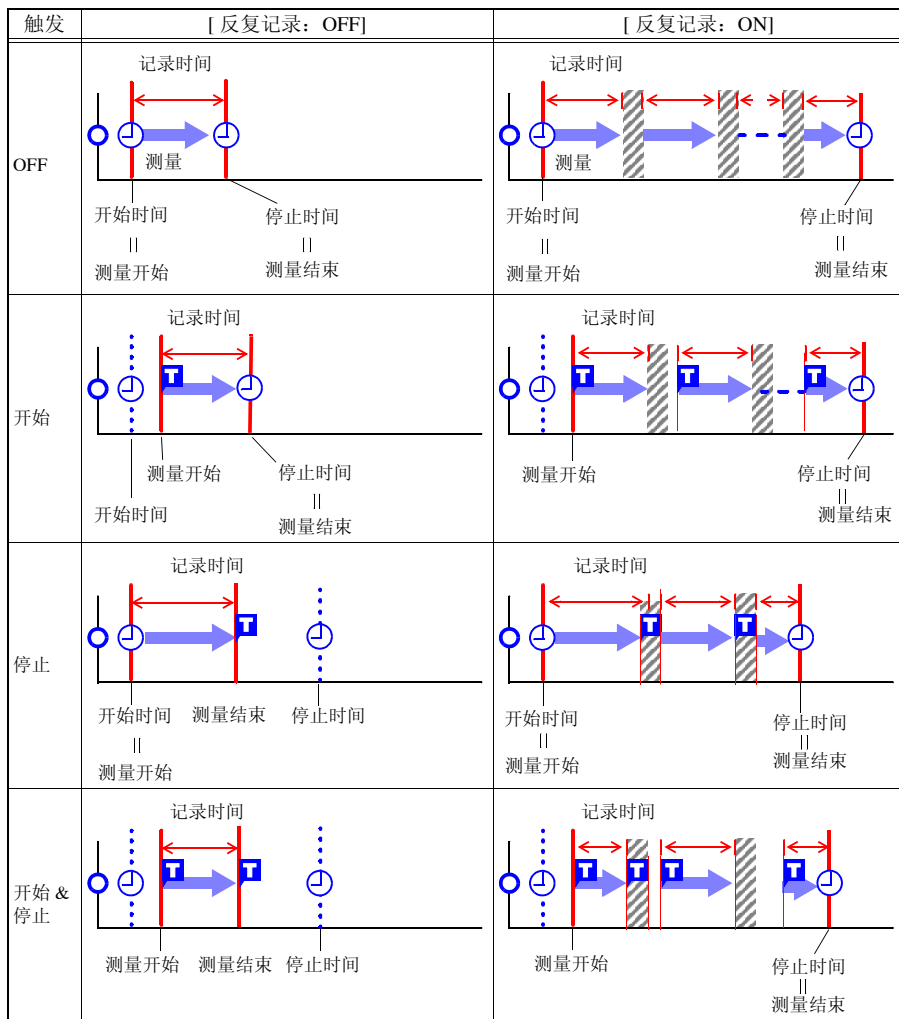 触发
[ 反复记录：OFF]
[ 反复记录：ON]
OFF
记录时间
测量
开始时间
停止时间
=
=
测量开始
测量结束
记录时间
测量
开始时间
停止时间
=
=
测量开始
测量结束
开始
记录时间
T
测量开始
停止时间
开始时间
=
测量结束
记录时间
T
T
T
测量开始
停止时间
=
测量结束
停止
记录时间
T
开始时间
测量结束
停止时间
=
测量开始
记录时间
T
T
开始时间
停止时间
=
=
测量开始
测量结束
开始 &
停止
记录时间
T
T
测量开始
测量结束
停止时间
记录时间
T
T
T
T
测量开始
停止时间
=
测量结束